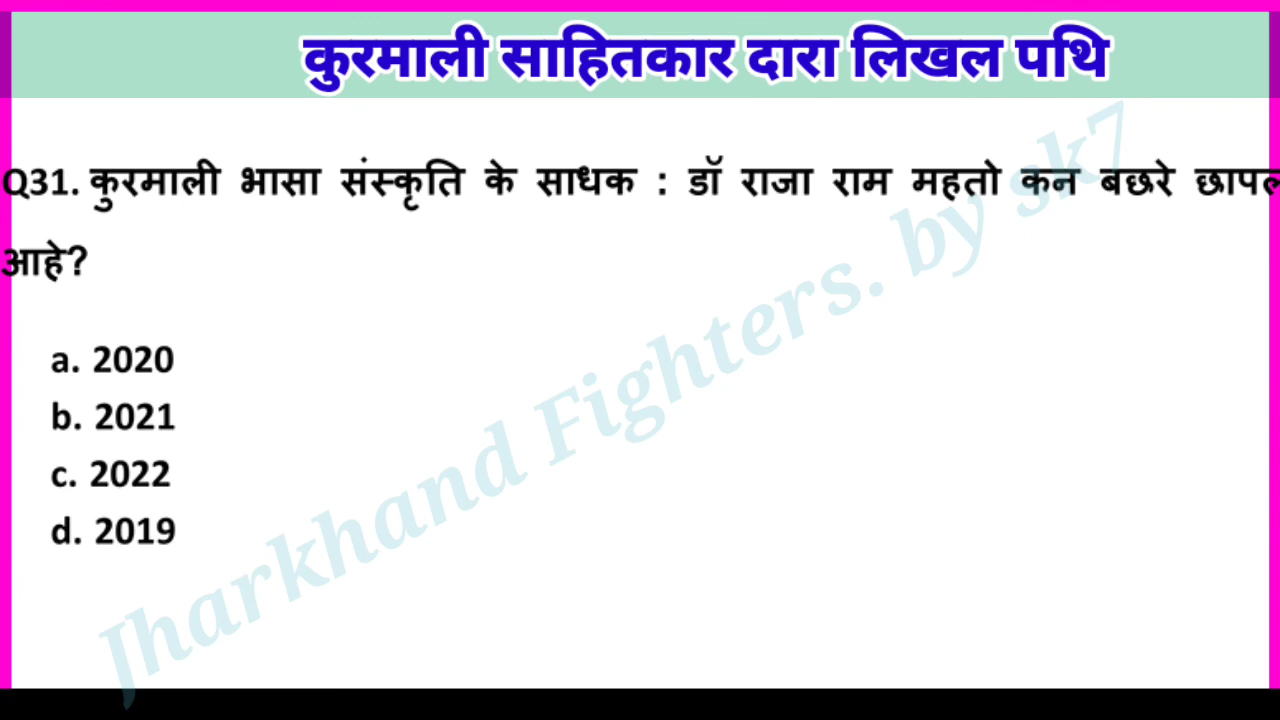 कुरमाली साहितकार दारा लिखल पथि
Q31. कुरमाली भासा संस्कृति के साधक : डॉ राजा राम महतो कन बछरे छापल
आहे?
a. 2020
b. 2021
c. 2022
d. 2019
Jharkhand Fighters. by sk7